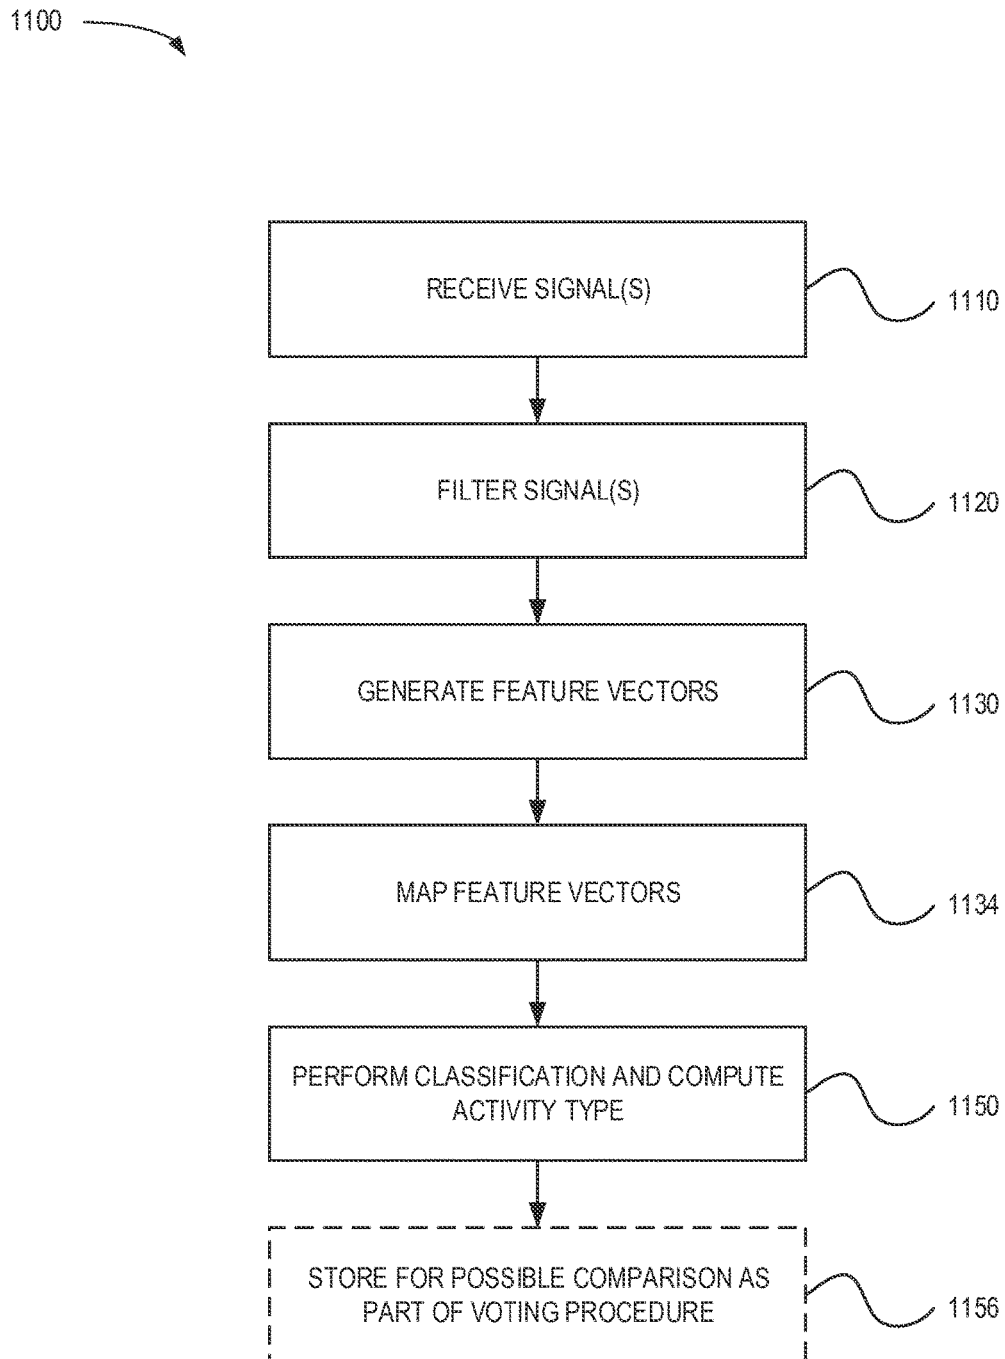 1100
RECEIVE SIGNAL(S)
1110
FILTER SIGNAL(S)
1120
GENERATE FEATURE VECTORS
1130
MAP FEATURE VECTORS
1134
PERFORM CLASSIFICATION AND COMPUTE
ACTIVITY TYPE
1150
STORE FOR POSSIBLE COMPARISON AS
PART OF VOTING PROCEDURE
1156